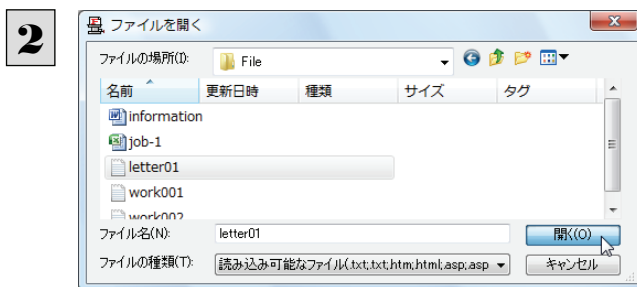 2
ファイルを開く
ファイルの場所(I):
File
名前 更新日時 種類 サイズ タグ
information
job-1
letter01
work001
work002
ファイル名(N): letter01 開く(O)
ファイルの種類(T): 読み込み可能なファイル(.txt;txt;htm;html;asp;asp キャンセル